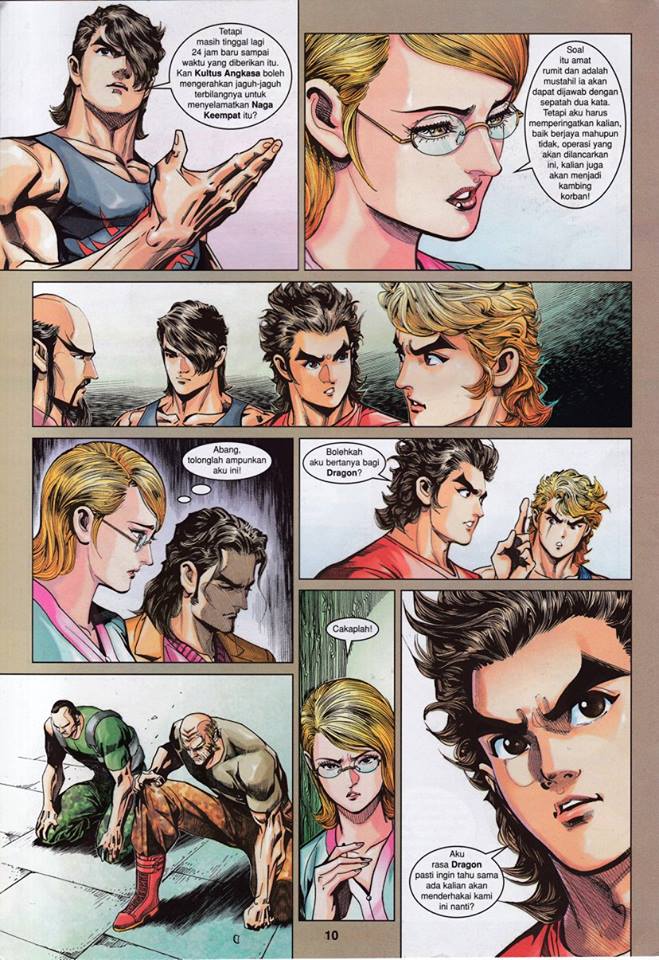 Tetapi
masih tinggal lagi
24 jam baru sampai
waktu yang diberikan itu.
Kan Kultus Angkasa boleh
mengerahkan jaguh-jaguh
terbilangnya untuk
menyelamatkan Naga
Keempat itu?
Soal
itu amat
rumit dan adalah
mustahil ia akan
dapat dijawab dengan
sepatah dua kata.
Tetapi aku harus
memperingatkan kalian,
baik berjaya mahupun
tidak, operasi yang
akan dilancarkan
ini, kalian juga
akan menjadi
kambing
korban!
Abang,
tolonglah ampunkan
aku ini!
Bolehkah
aku bertanya bagi
Dragon?
Cakaplah!
Aku
rasa Dragon
pasti ingin tahu sama
ada kalian akan
menderhakai kami
ini nanti?
10